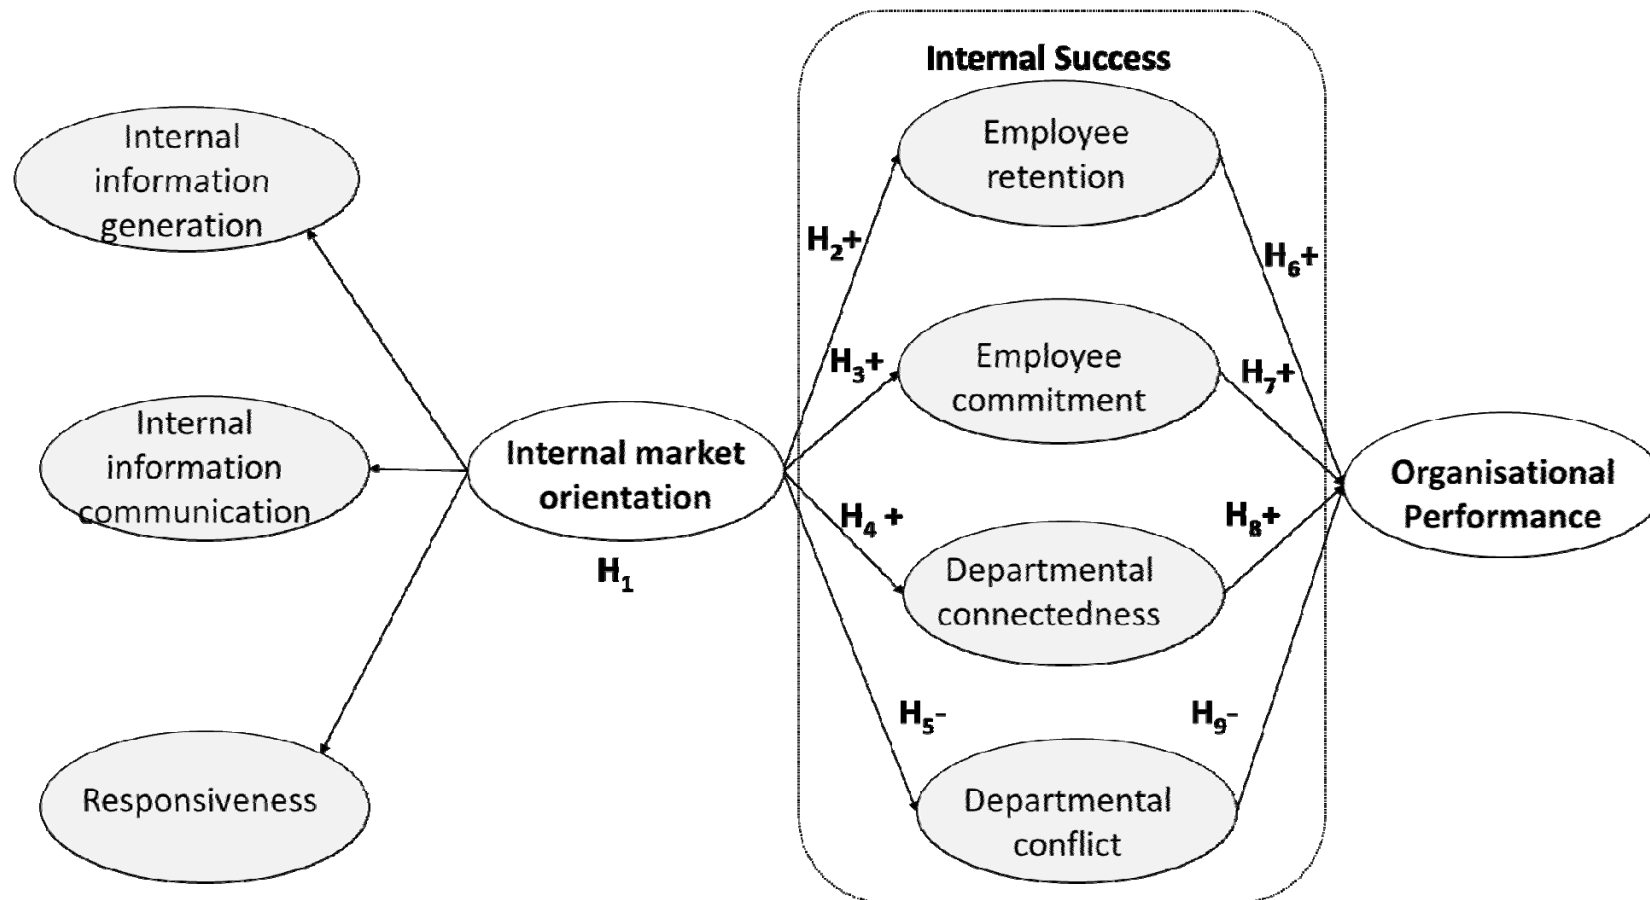 Internal Success
Internal
information
generation
Internal
information
communication
Responsiveness
Internal market
orientation
H₁
H₂+
H₃+
H₄ +
H₅-
Employee
retention
Employee
commitment
Departmental
connectedness
Departmental
conflict
H₆+
H₇+
H₈+
H₉-
Organisational
Performance